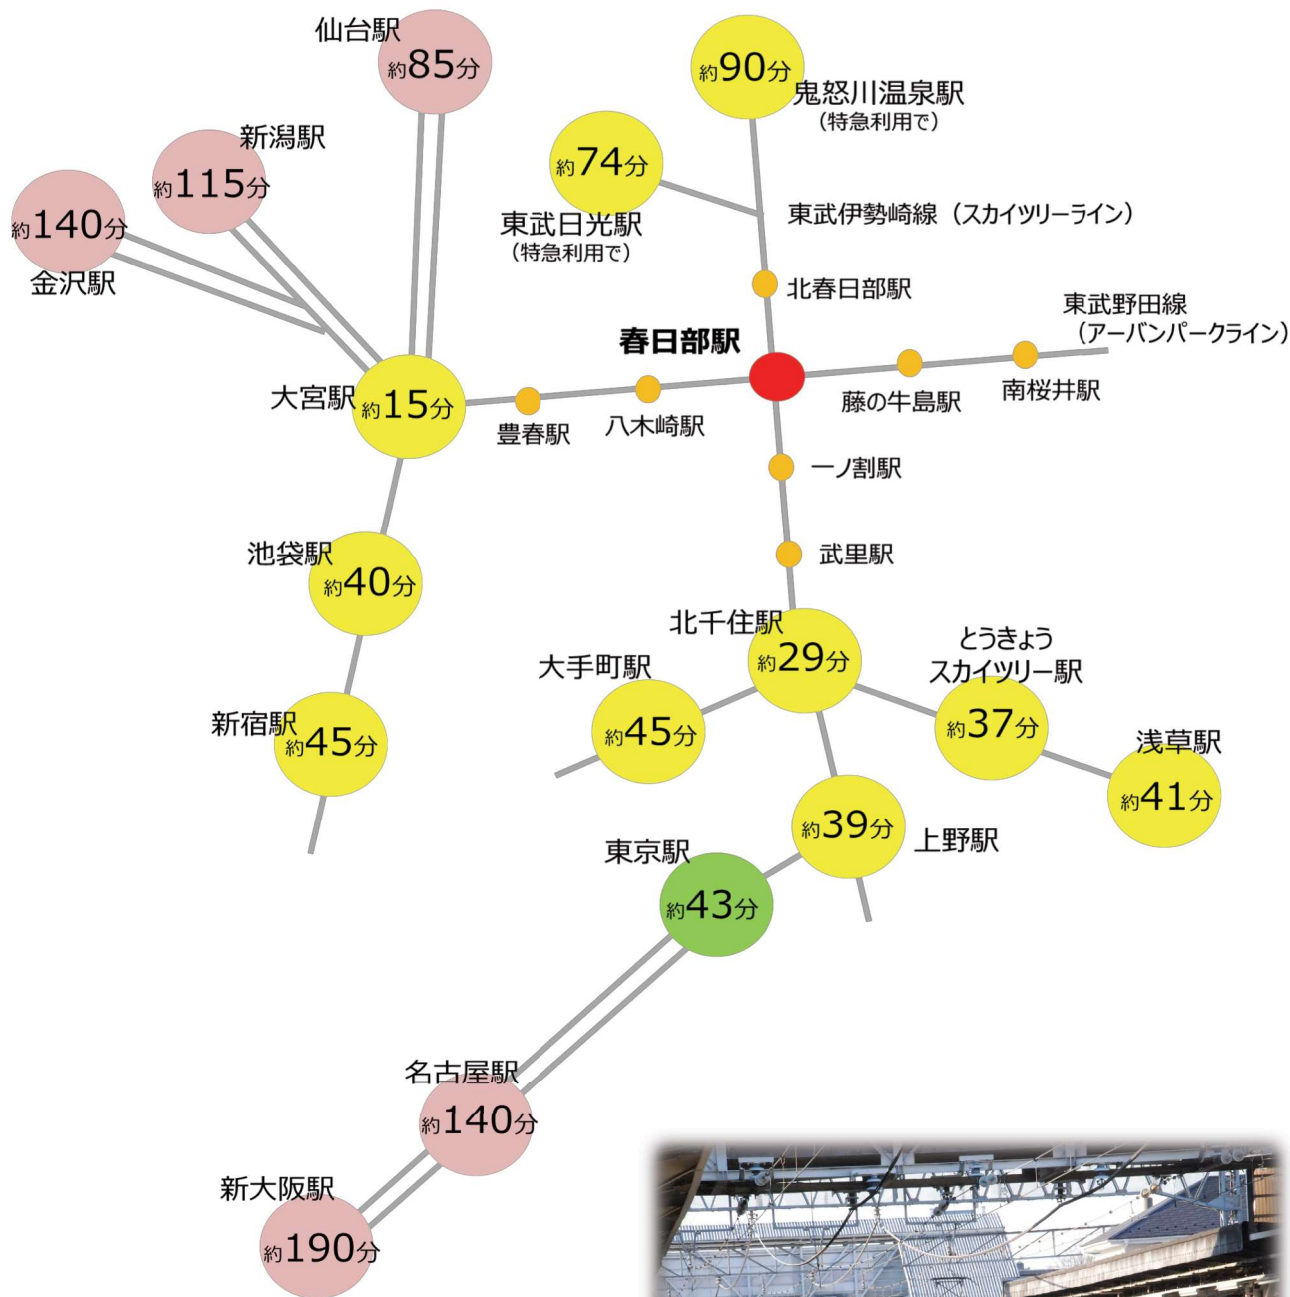 仙台駅
約85分
約90分
鬼怒川温泉駅
（特急利用で）
新潟駅
約115分
約74分
東武日光駅
（特急利用で）
約140分
金沢駅
東武伊勢崎線（スカイツリーライン）
北春日部駅
東武野田線
（アーバンパークライン）
春日部駅
大宮駅
約15分
豊春駅
八木崎駅
藤の牛島駅
南桜井駅
一ノ割駅
武里駅
池袋駅
約40分
北千住駅
約29分
とうきょう
スカイツリー駅
約37分
大手町駅
約45分
新宿駅
約45分
浅草駅
約41分
約39分
上野駅
東京駅
約43分
名古屋駅
約140分
新大阪駅
約190分